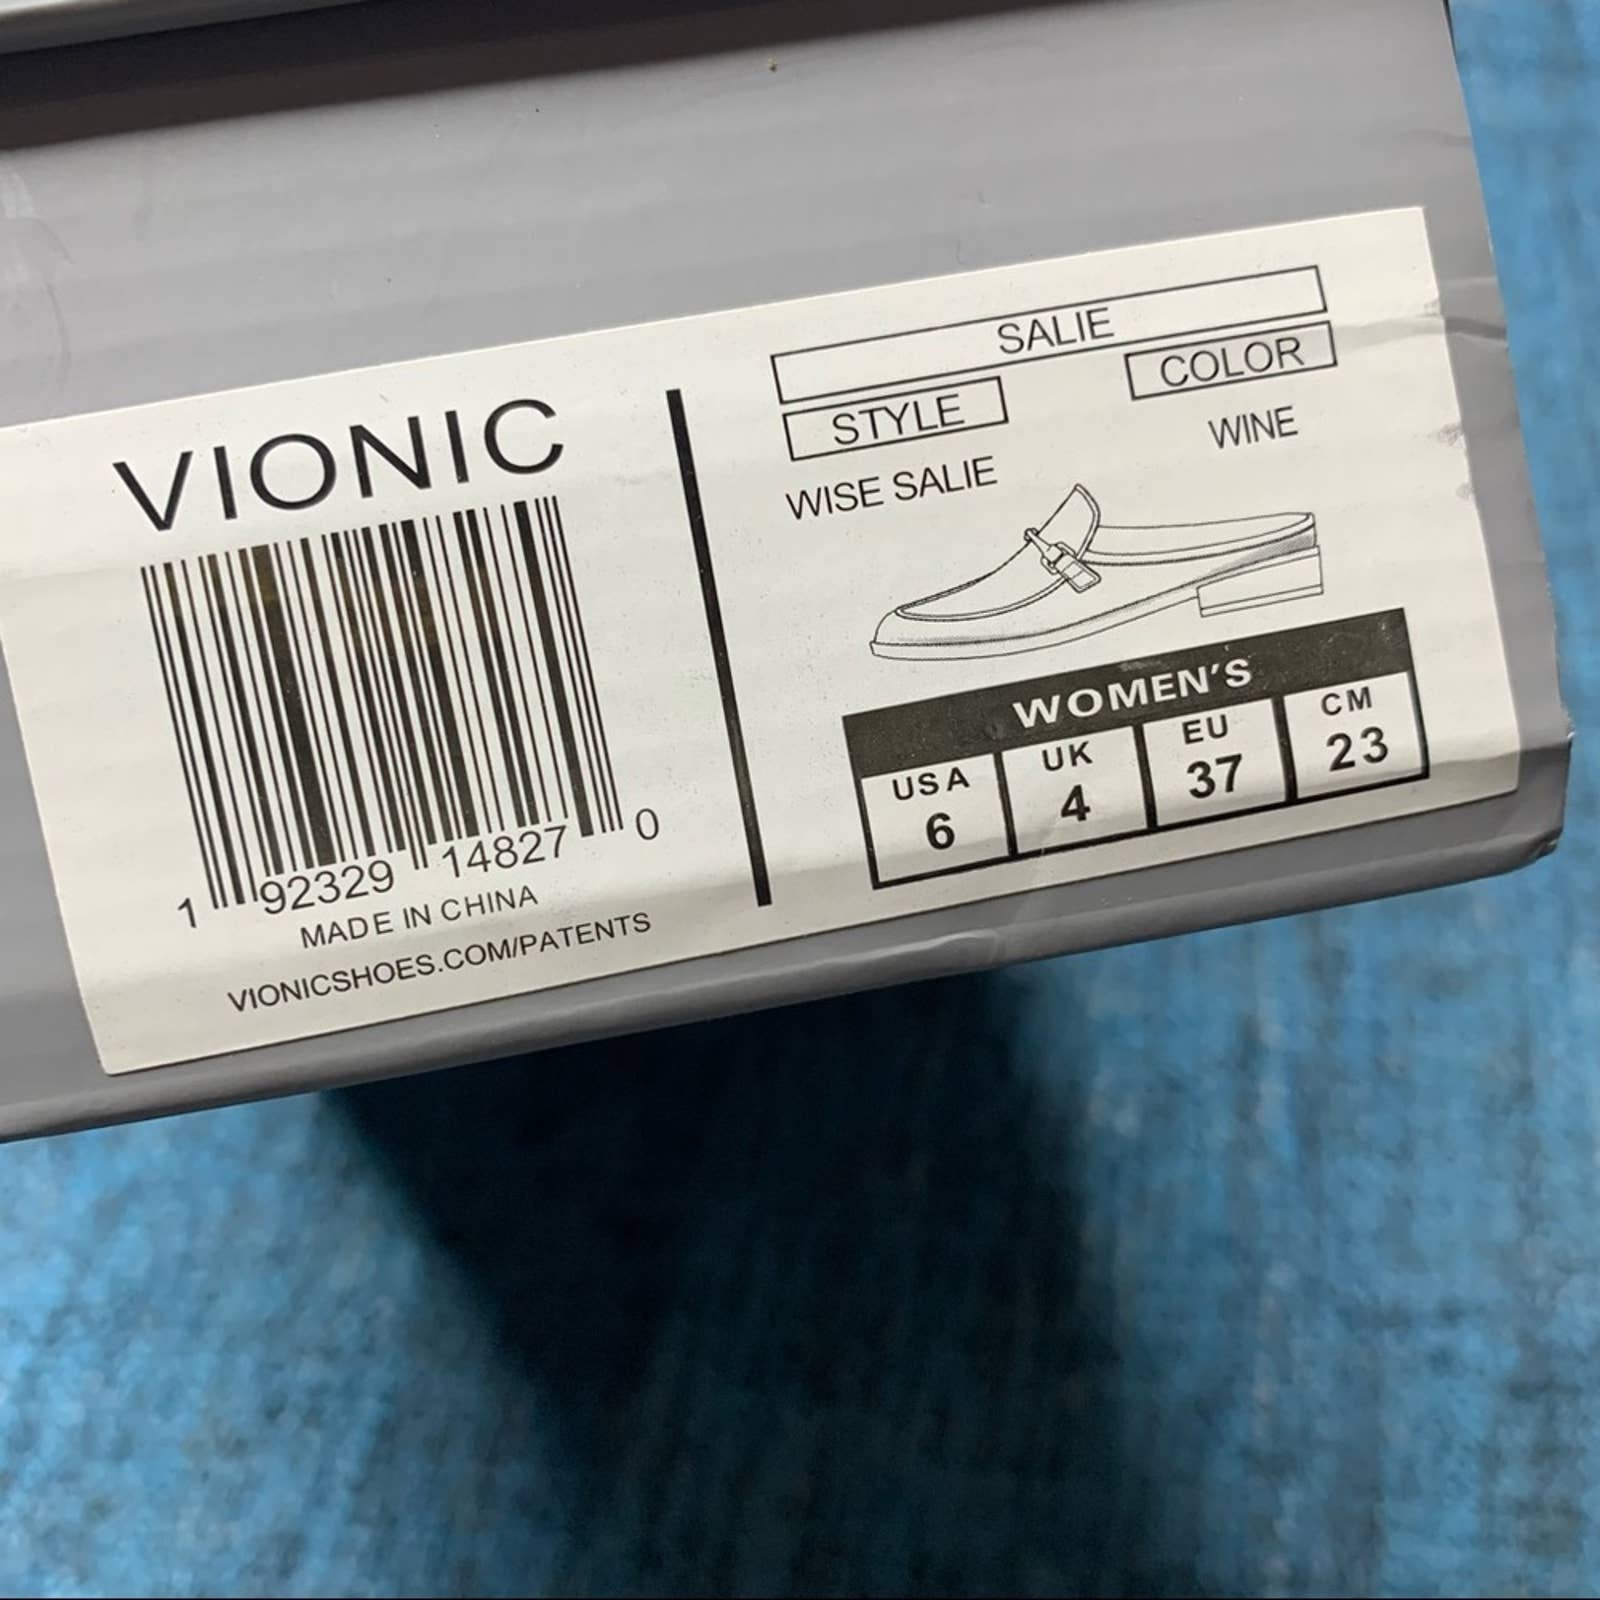 VIONIC
1 92329 14827 0
MADE IN CHINA
VIONICSHOES.COM/PATENTS
SALIE
STYLE COLOR
WISE SALIE WINE
WOMEN'S
USA UK EU CM
6 4 37 23